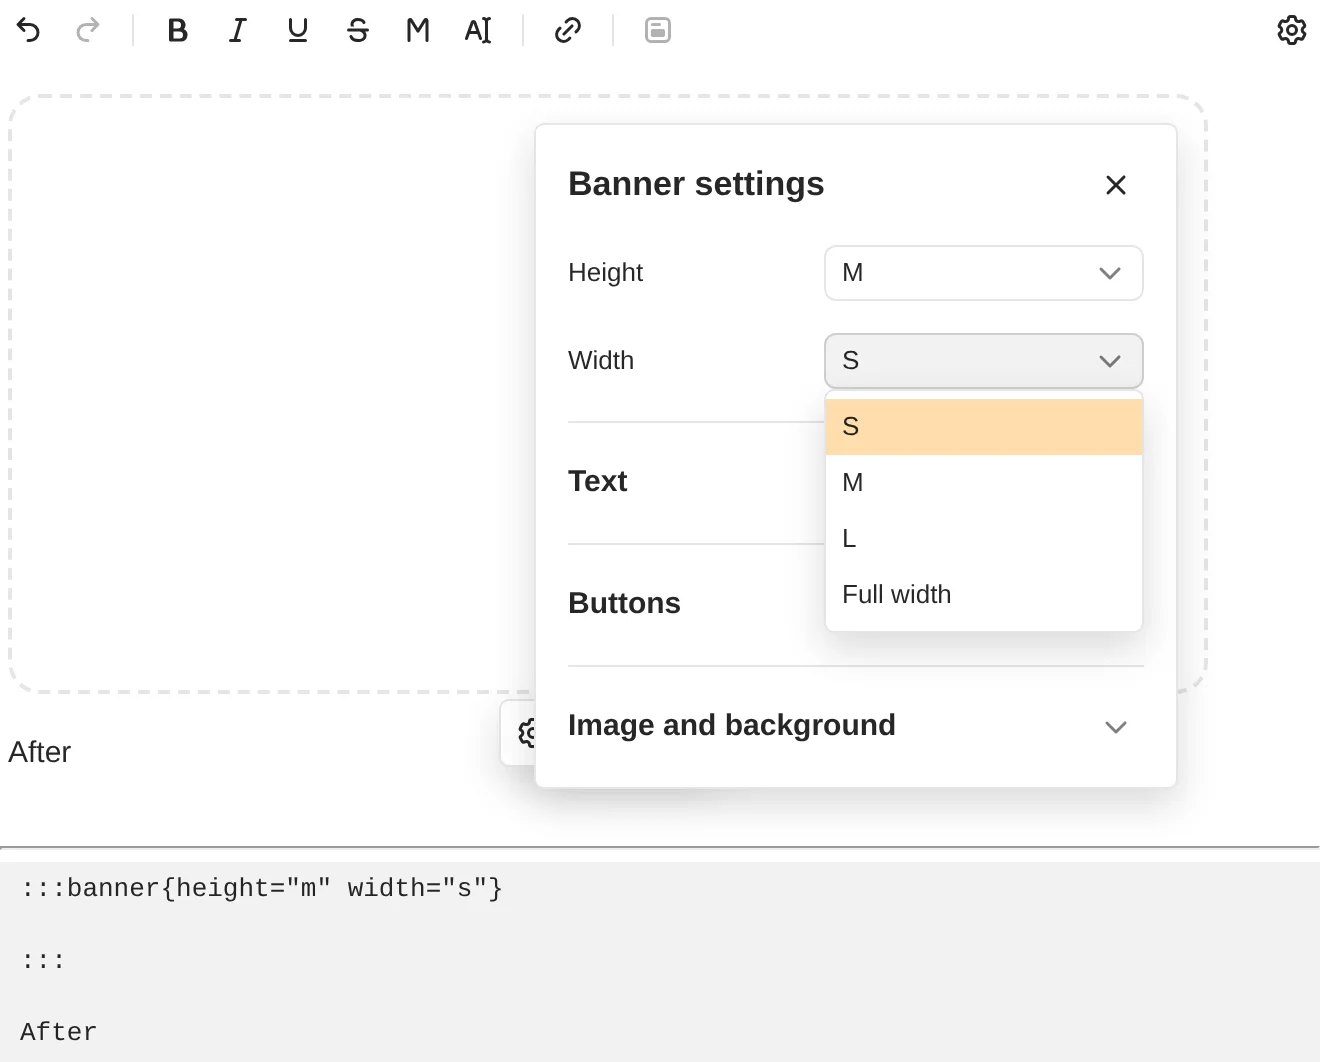 B I U S M A
Banner settings
Height M
Width S
S
M
L
Full width
Text
Buttons
Image and background
After
:::banner{height="m" width="s"}
:::
After